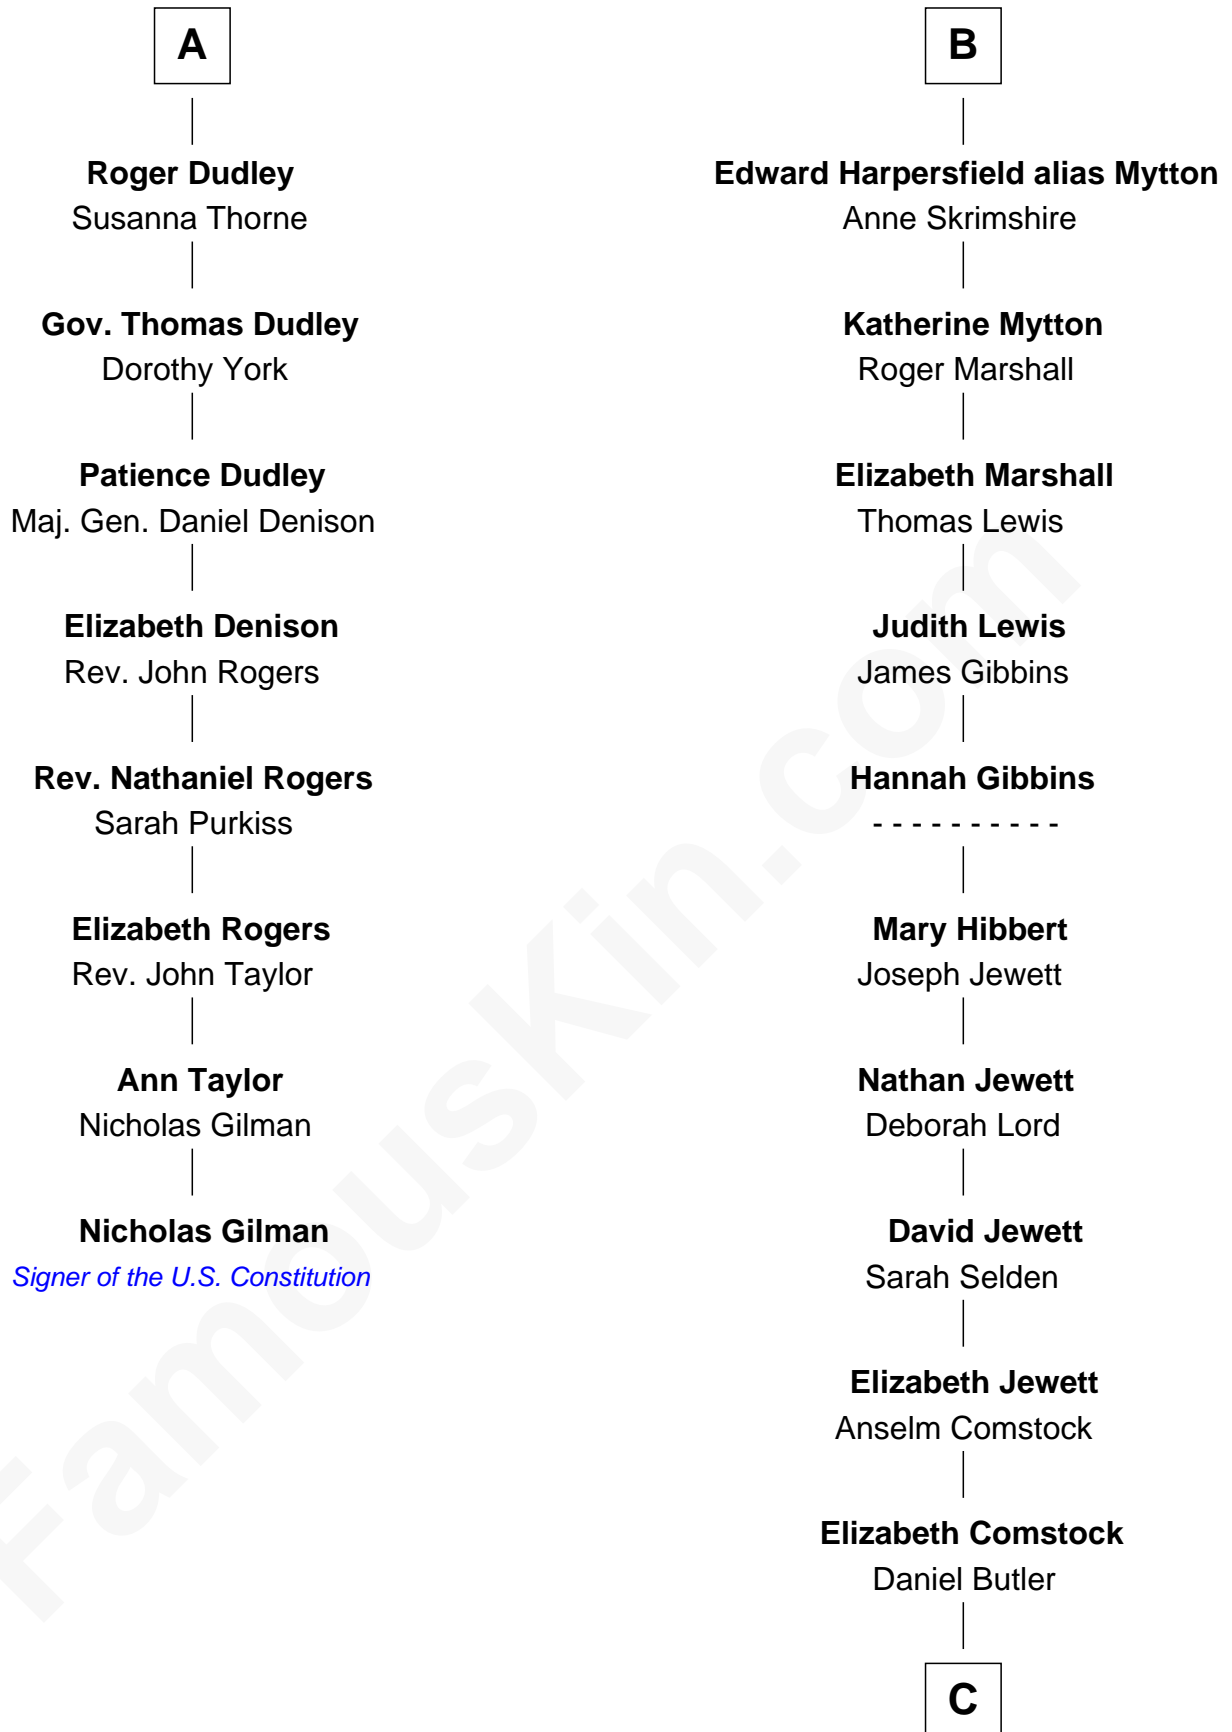 A
Roger Dudley
Susanna Thorne
Gov. Thomas Dudley
Dorothy York
Patience Dudley
Maj. Gen. Daniel Denison
Elizabeth Denison
Rev. John Rogers
Rev. Nathaniel Rogers
Sarah Purkiss
Elizabeth Rogers
Rev. John Taylor
Ann Taylor
Nicholas Gilman
Nicholas Gilman
Signer of the U.S. Constitution
B
Edward Harpersfield alias Mytton
Anne Skrimshire
Katherine Mytton
Roger Marshall
Elizabeth Marshall
Thomas Lewis
Judith Lewis
James Gibbins
Hannah Gibbins
- - - - - - - - - -
Mary Hibbert
Joseph Jewett
Nathan Jewett
Deborah Lord
David Jewett
Sarah Selden
Elizabeth Jewett
Anselm Comstock
Elizabeth Comstock
Daniel Butler
C
FamousKin.com